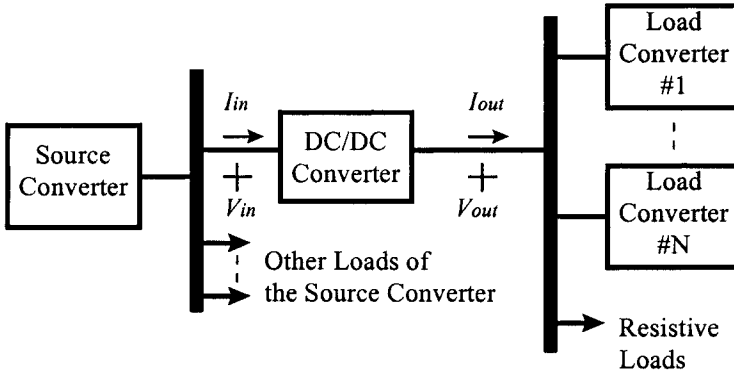 Source
Converter
Iin
Vin
DC/DC
Converter
Iout
Vout
Other Loads of
the Source Converter
Load
Converter
#1
Load
Converter
#N
Resistive
Loads